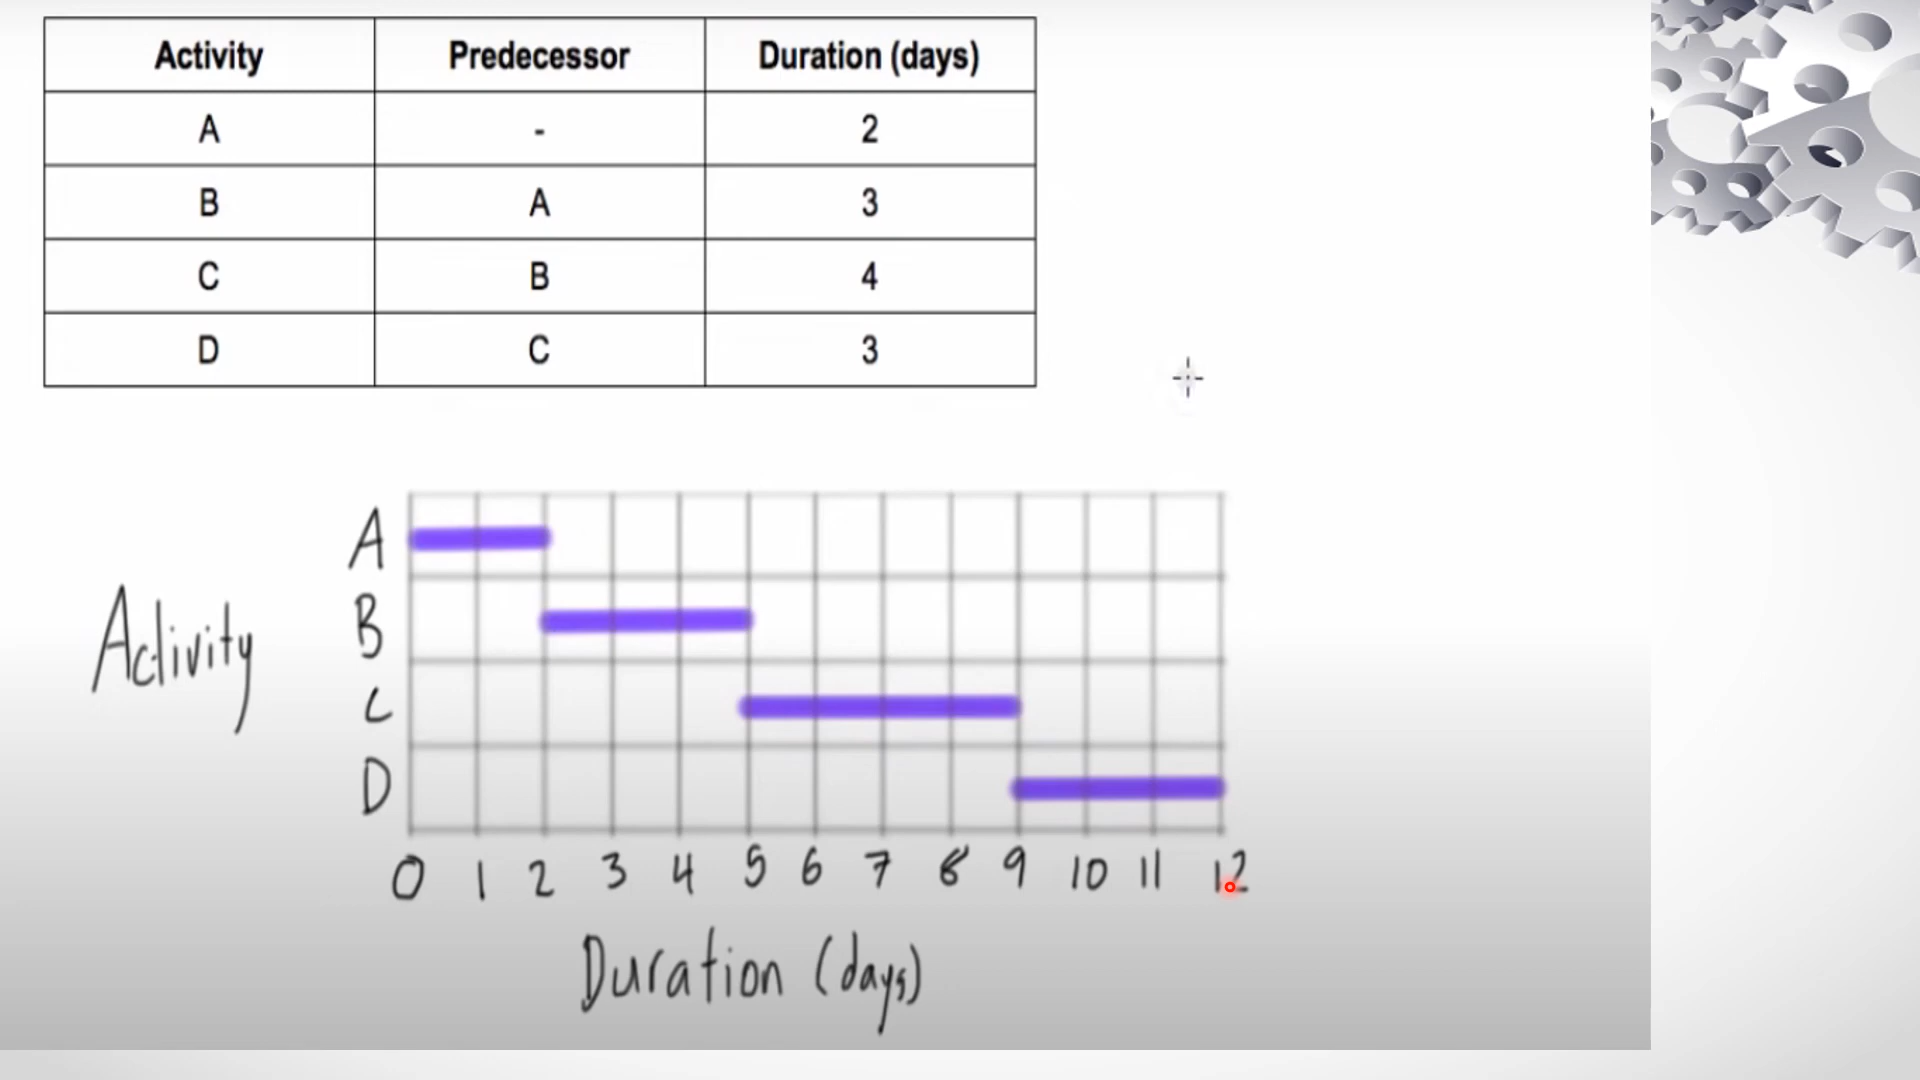 Activity Predecessor Duration (days)
A - 2
B A 3
C B 4
D C 3
A
B
Activity
C
D
0 1 2 3 4 5 6 7 8 9 10 11 12
Duration (days)